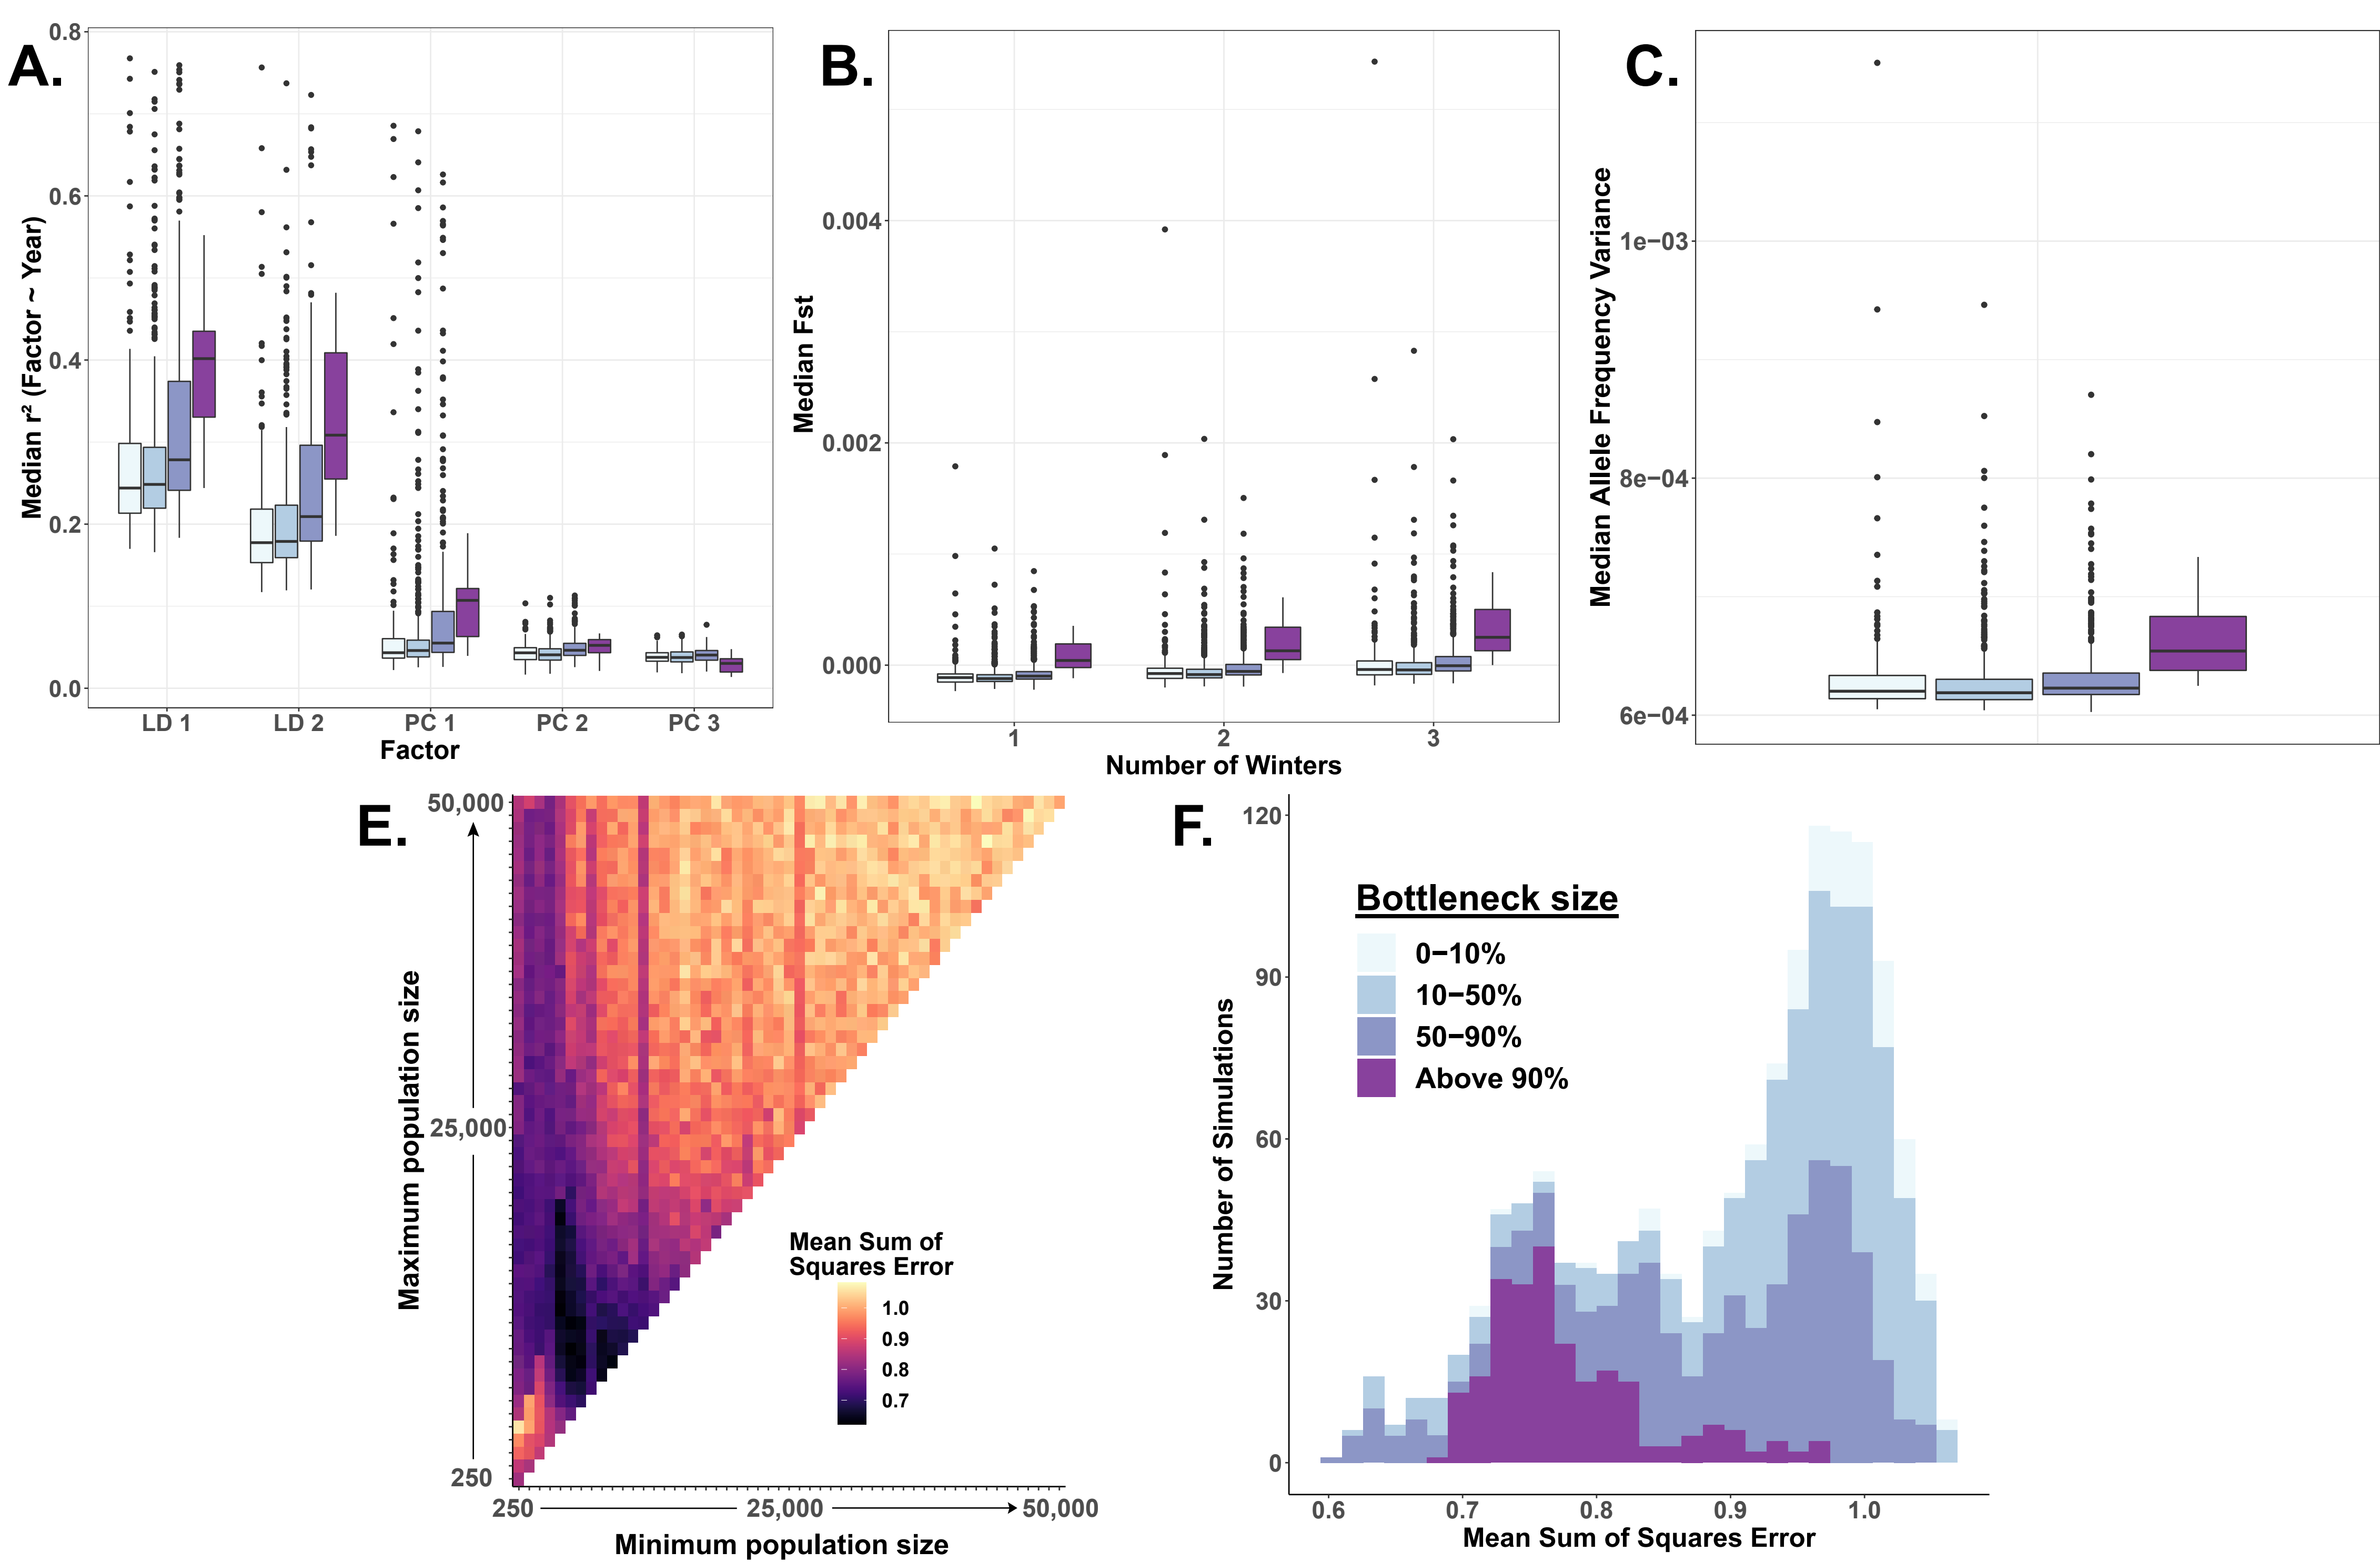 A.
0.8
0.6
0.4
0.2
0.0
Median r² (Factor ~ Year)
LD 1 LD 2 PC 1 PC 2 PC 3
Factor
B.
0.004
0.002
0.000
Median Fst
1 2 3
Number of Winters
C.
1e−03
8e−04
6e−04
Median Allele Frequency Variance
E.
50,000
25,000
250
Maximum population size
250 25,000 50,000
Minimum population size
Mean Sum of
Squares Error
1.0
0.9
0.8
0.7
F.
120
90
60
30
0
Number of Simulations
Bottleneck size
0−10%
10−50%
50−90%
Above 90%
0.6 0.7 0.8 0.9 1.0
Mean Sum of Squares Error